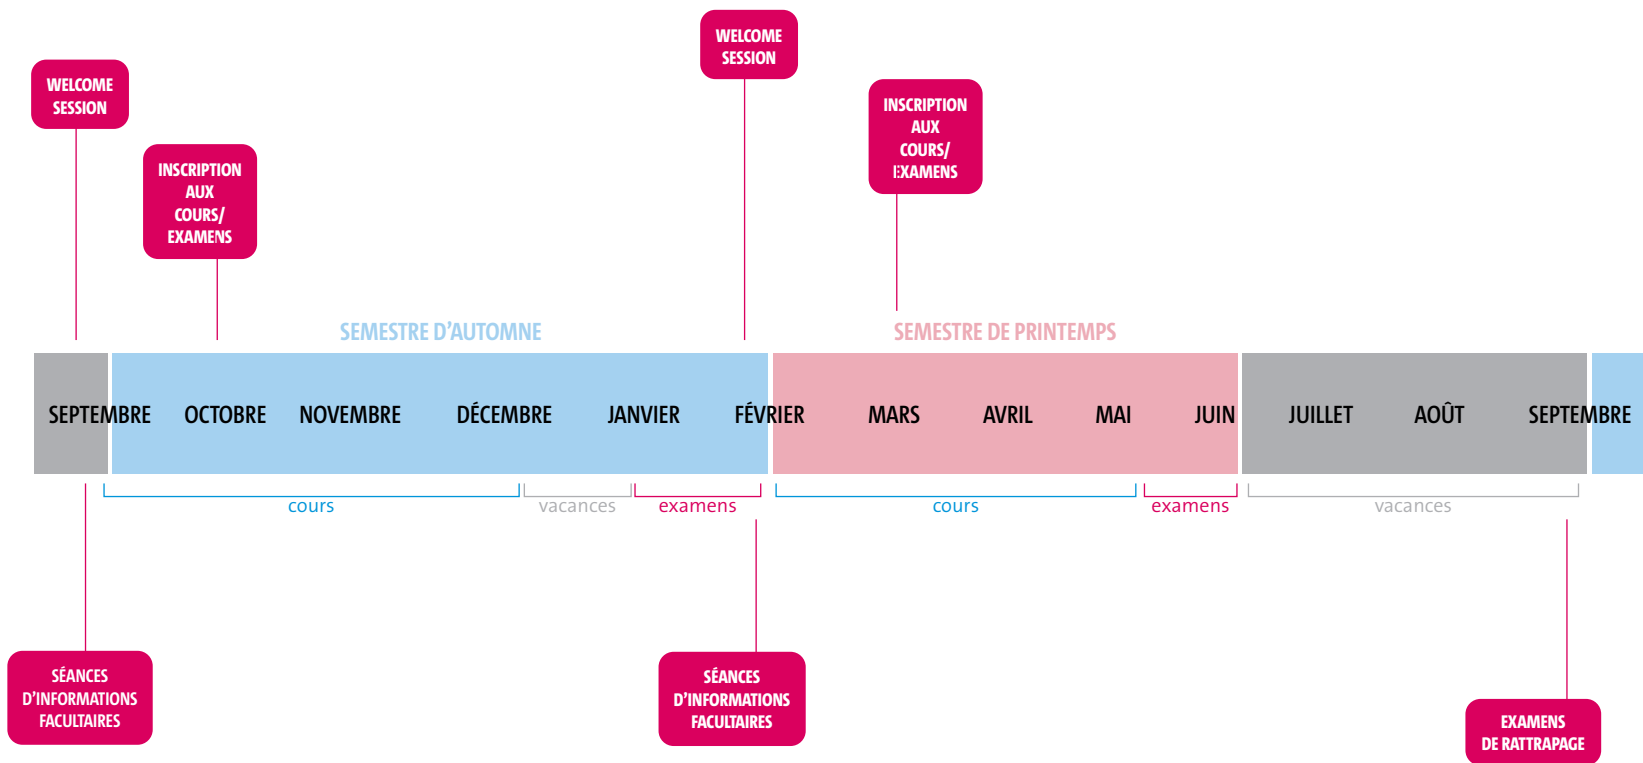 WELCOME
SESSION
WELCOME
SESSION
INSCRIPTION
AUX
COURS/
EXAMENS
INSCRIPTION
AUX
COURS/
EXAMENS
SEMESTRE D'AUTOMNE
SEMESTRE DE PRINTEMPS
SEPTEMBRE OCTOBRE NOVEMBRE DÉCEMBRE JANVIER FÉVRIER MARS AVRIL MAI JUIN JUILLET AOÛT SEPTEMBRE
cours vacances examens cours examens vacances
SÉANCES
D'INFORMATIONS
FACULTAIRES
SÉANCES
D'INFORMATIONS
FACULTAIRES
EXAMENS
DE RATTRAPAGE